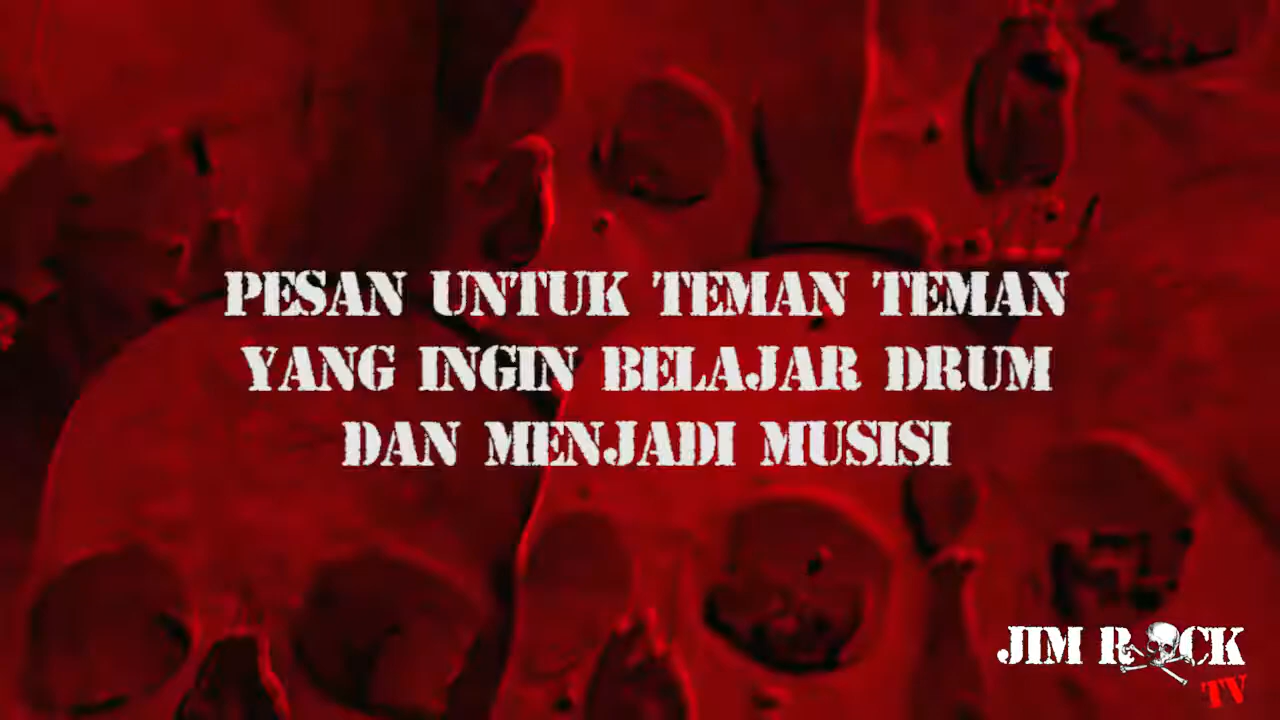 PESAN UNTUK TEMAN TEMAN
YANG INGIN BELAJAR DRUM
DAN MENJADI MUSISI
JIM ROCK
TV